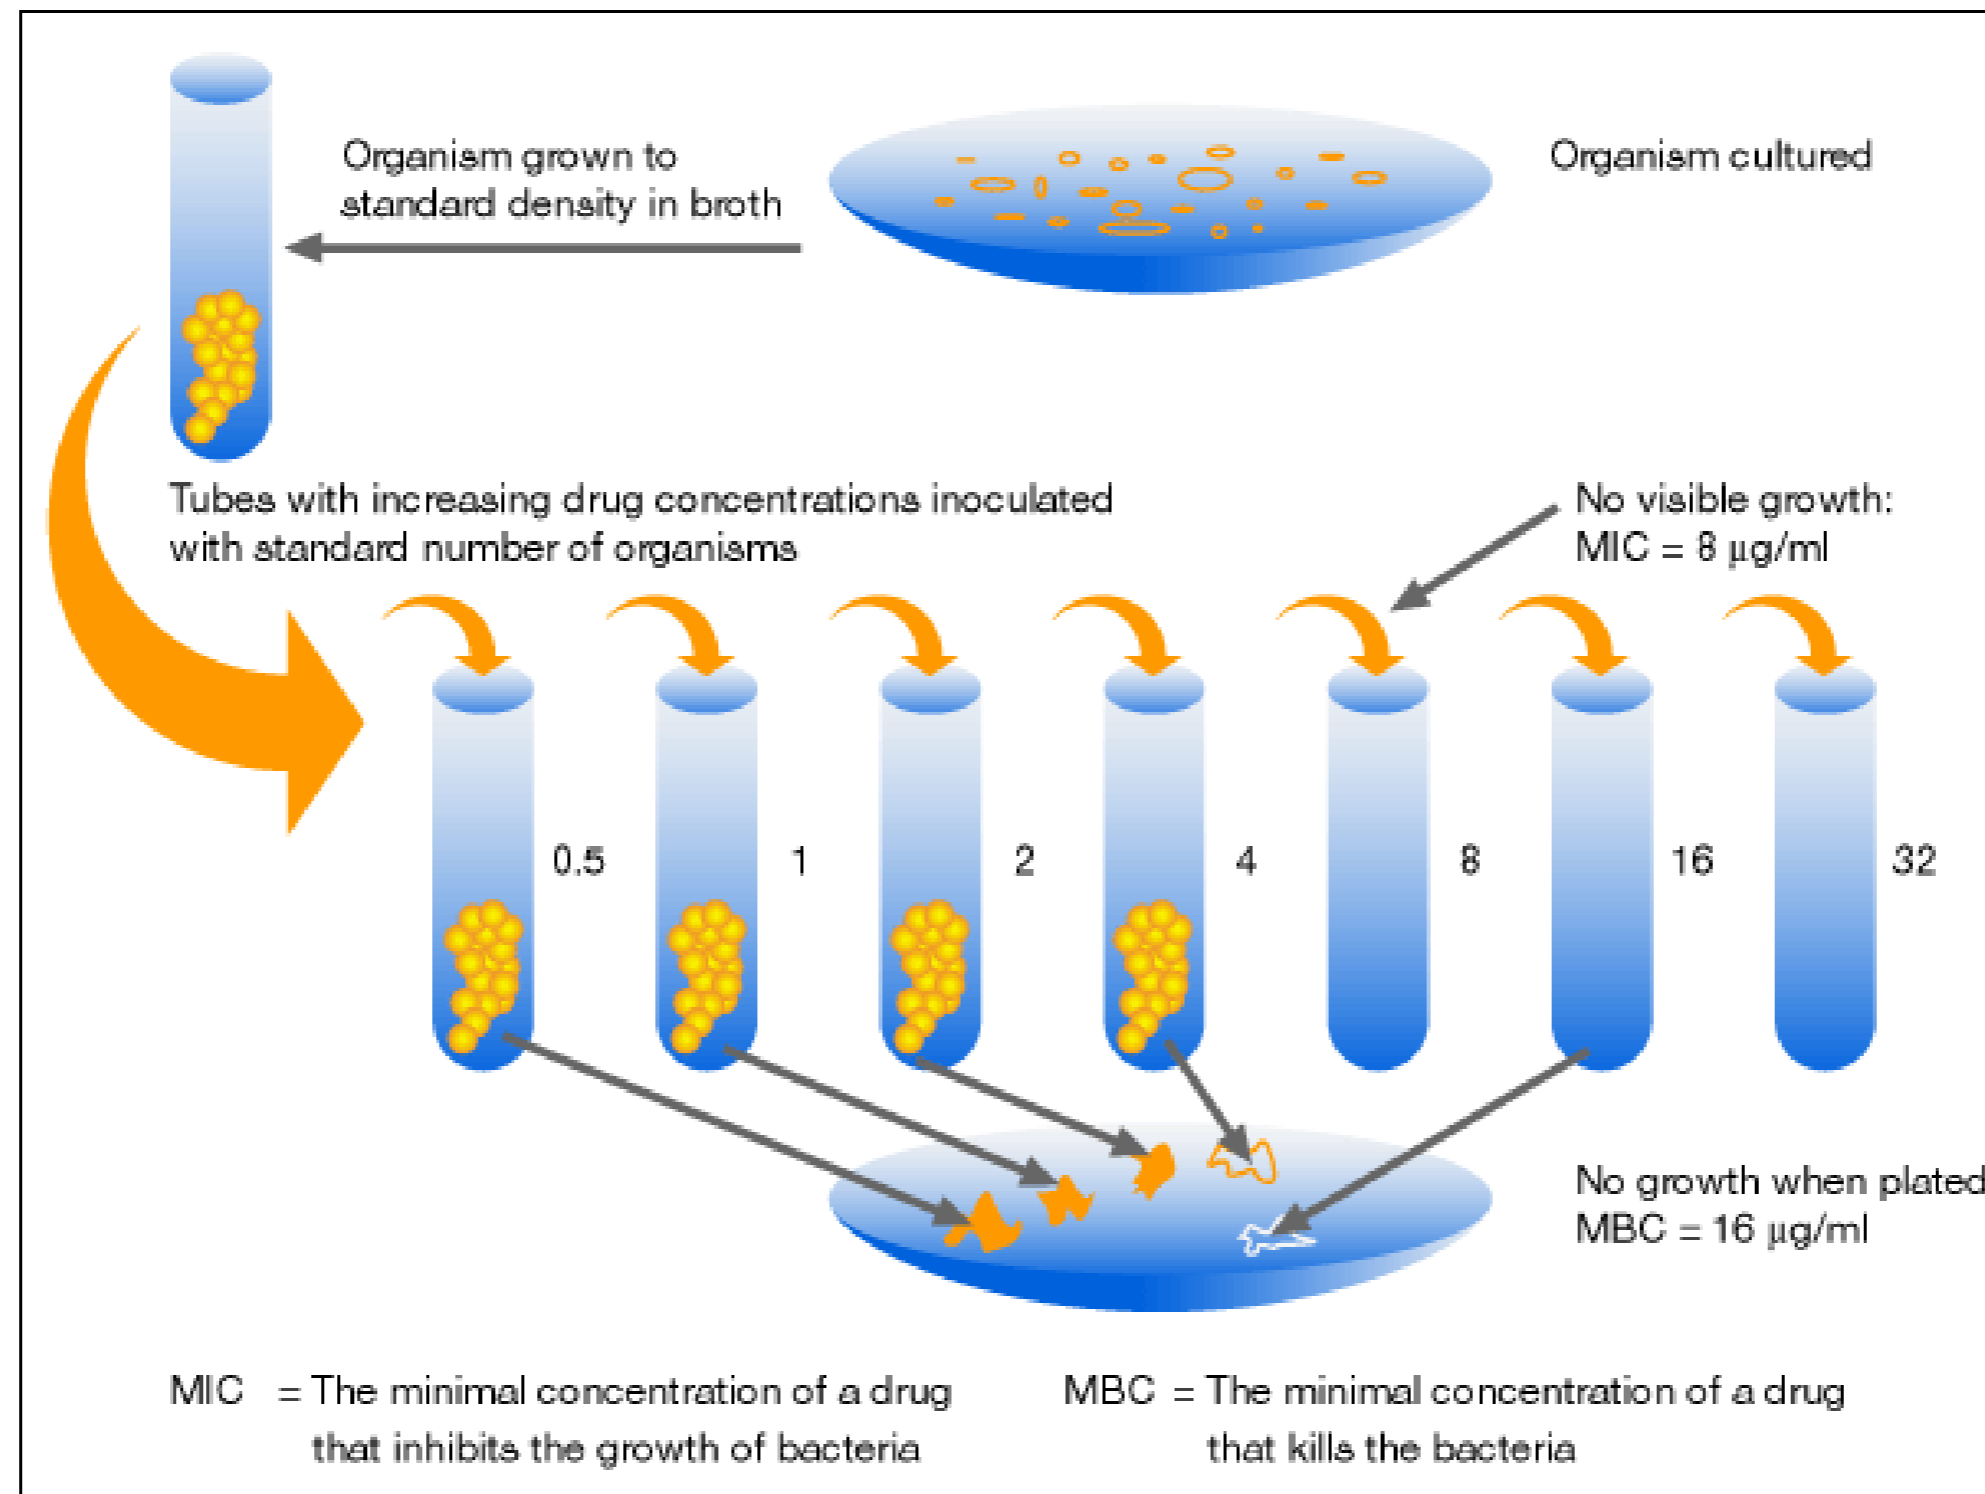 Organism grown to
standard density in broth
Organism cultured
Tubes with increasing drug concentrations inoculated
with standard number of organisms
No visible growth:
MIC = 8 µg/ml
0.5
1
2
4
8
16
32
No growth when plated
MBC = 16 µg/ml
MIC = The minimal concentration of a drug
that inhibits the growth of bacteria
MBC = The minimal concentration of a drug
that kills the bacteria